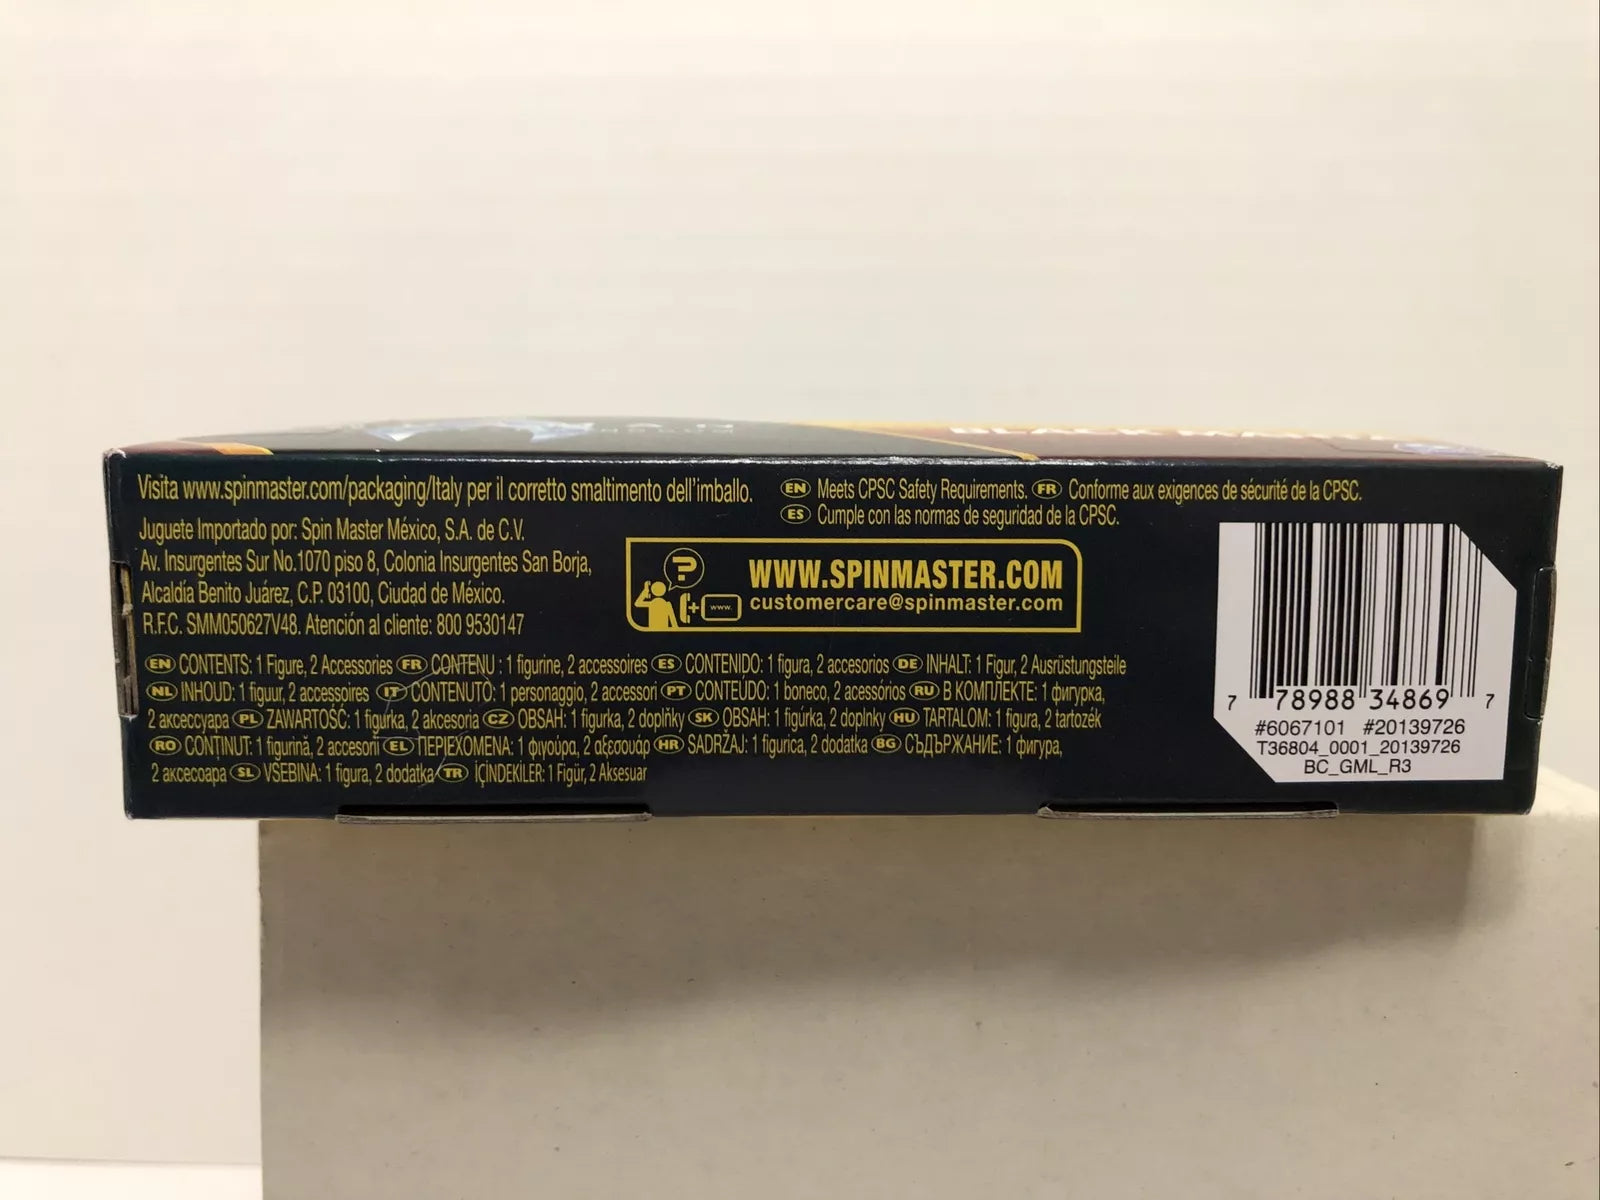 Visita www.spinmaster.com/packaging/Italy per il corretto smaltimento dell'imballo.
Juguete Importado por: Spin Master México, S.A. de C.V.
Av. Insurgentes Sur No.1070 piso 8, Colonia Insurgentes San Borja,
Alcaldía Benito Juárez, C.P. 03100, Ciudad de México.
R.F.C. SMM050627V48. Atención al cliente: 800 9530147
EN Meets CPSC Safety Requirements. FR Conforme aux exigences de sécurité de la CPSC.
ES Cumple con las normas de seguridad de la CPSC.
?
+ www.
WWW.SPINMASTER.COM
customercare@spinmaster.com
EN CONTENTS: 1 Figure, 2 Accessories FR CONTENU : 1 figurine, 2 accessoires ES CONTENIDO: 1 figura, 2 accesorios DE INHALT: 1 Figur, 2 Ausrüstungsteile
NL INHOUD: 1 figuur, 2 accessoires IT CONTENUTO: 1 personaggio, 2 accessori PT CONTEÚDO: 1 boneco, 2 acessórios RU В КОМПЛЕКТЕ: 1 фигурка,
2 аксессуара PL ZAWARTOŚĆ: 1 figurka, 2 akcesoria CZ OBSAH: 1 figurka, 2 doplňky SK OBSAH: 1 figúrka, 2 doplnky HU TARTALOM: 1 figura, 2 tartozék
RO CONȚINUT: 1 figurină, 2 accesorii EL ΠΕΡΙΕΧΟΜΕΝΑ: 1 φιγούρα, 2 αξεσουάρ HR SADRŽAJ: 1 figurica, 2 dodatka BG СЪДЪРЖАНИЕ: 1 фигура,
2 аксесоара SL VSEBINA: 1 figura, 2 dodatka TR İÇİNDEKİLER: 1 Figür, 2 Aksesuar
7 78988 34869 7
#6067101 #20139726
T36804_0001_20139726
BC_GML_R3